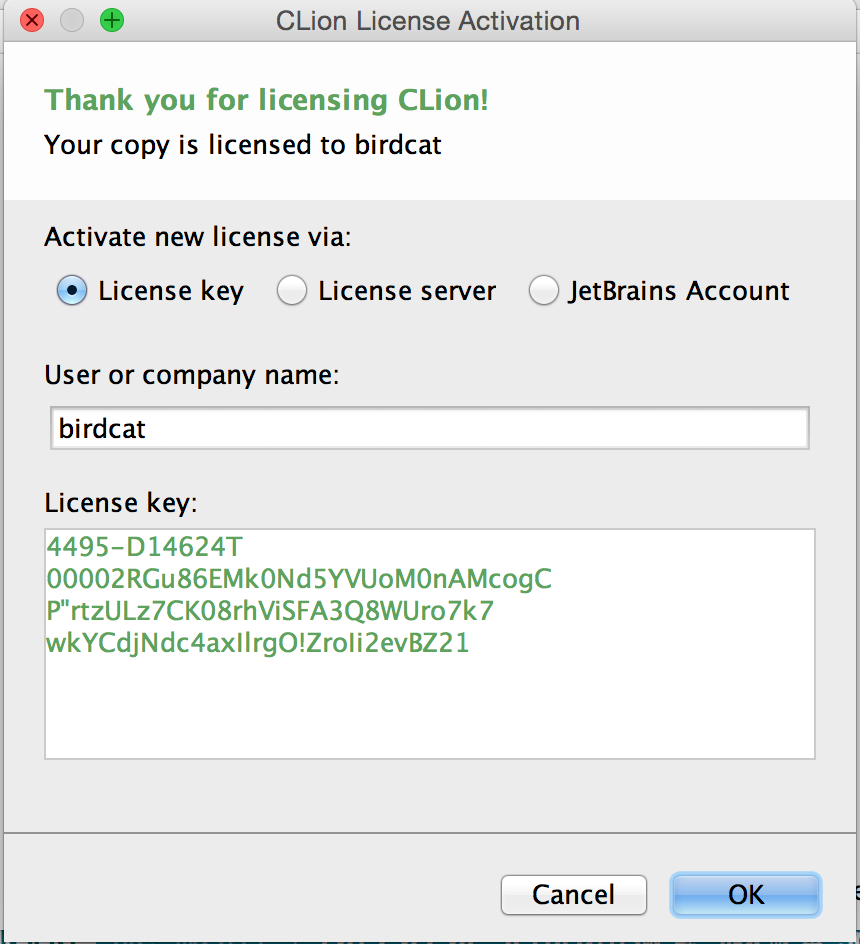 CLion License Activation
Thank you for licensing CLion!
Your copy is licensed to birdcat
Activate new license via:
License key License server JetBrains Account
User or company name:
birdcat
License key:
4495-D14624T
00002RGu86EMk0Nd5YVUoM0nAMcogC
P"rtzULz7CK08rhViSFA3Q8WUro7k7
wkYCdjNdc4axIlrgO!ZroIi2evBZ21
Cancel OK